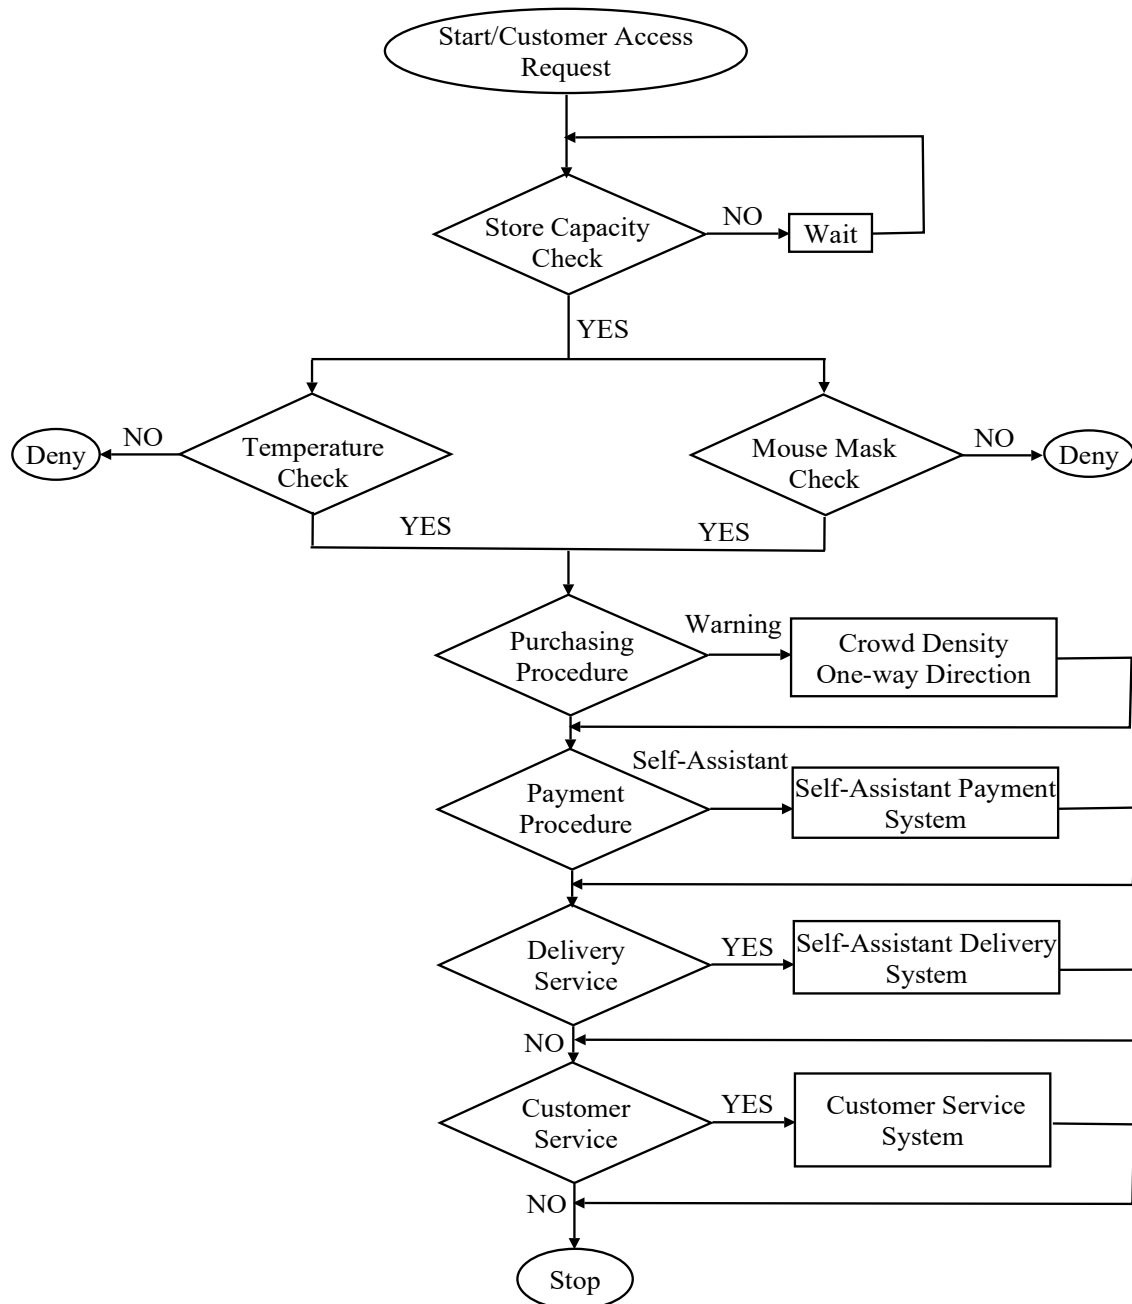 Start/Customer Access
Request
Store Capacity
Check
NO
Wait
YES
Deny
NO
Temperature
Check
Mouse Mask
Check
NO
Deny
YES
YES
Purchasing
Procedure
Warning
Crowd Density
One-way Direction
Payment
Procedure
Self-Assistant
Self-Assistant Payment
System
Delivery
Service
YES
Self-Assistant Delivery
System
NO
Customer
Service
YES
Customer Service
System
NO
Stop